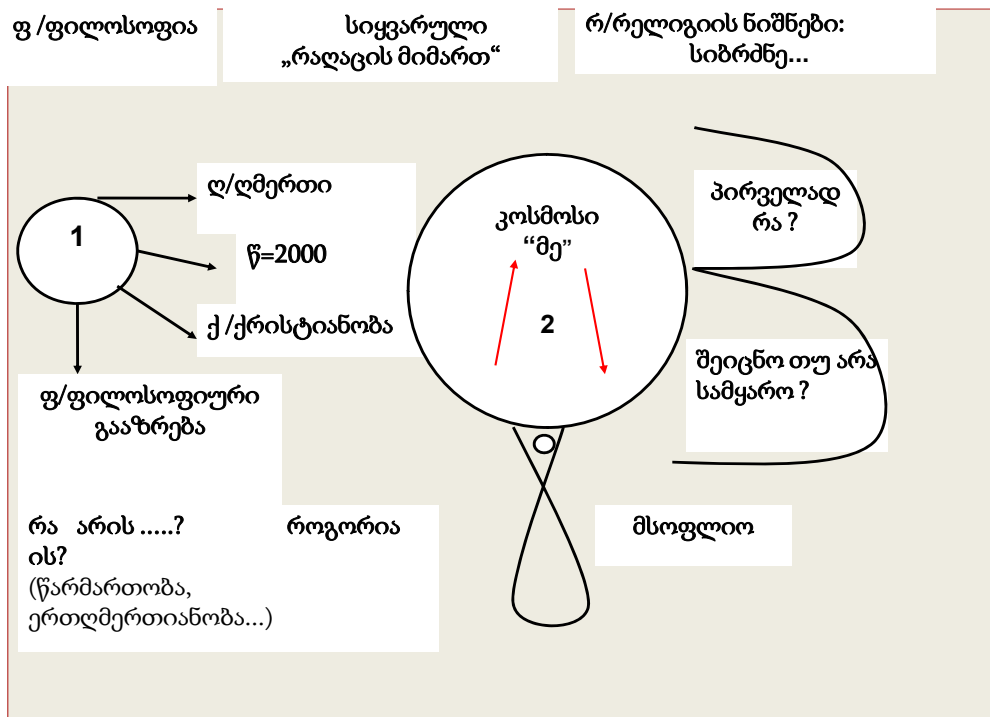 ფ /ფილოსოფია
სიყვარული
„რაღაცის მიმართ“
რ/რელიგიის ნიშნები:
სიბრძნე...
1
ღ/ღმერთი
წ=2000
ქ /ქრისტიანობა
კოსმოსი
“მე”
2
პირველად
რა ?
შეიცნო თუ არა
სამყარო ?
ფ/ფილოსოფიური
გააზრება
რა არის .....? როგორია
ის?
(წარმართობა,
ერთღმერთიანობა...)
მსოფლიო